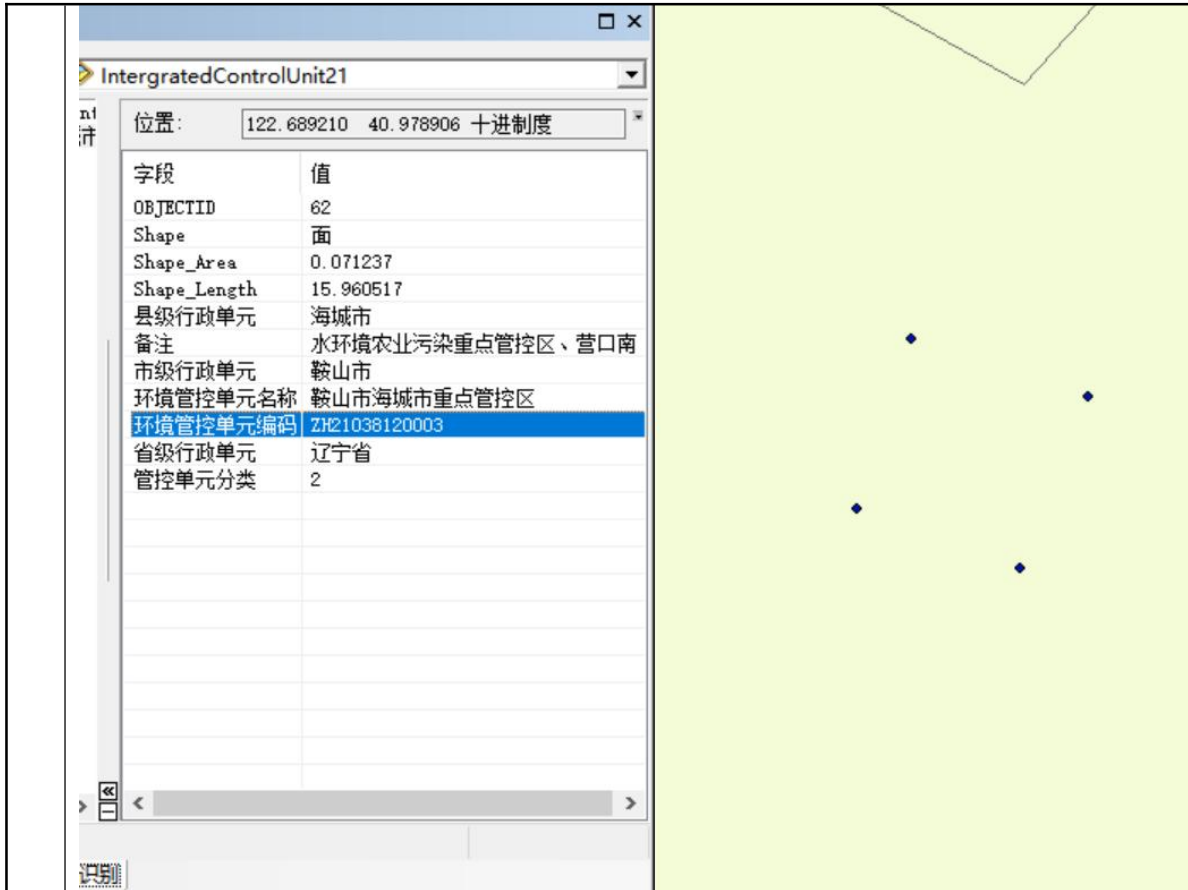 IntergratedControlUnit21
位置: 122.689210 40.978906 十进制度
字段 值
OBJECTID 62
Shape 面
Shape_Area 0.071237
Shape_Length 15.960517
县级行政单元 海城市
备注 水环境农业污染重点管控区、营口南
市级行政单元 鞍山市
环境管控单元名称 鞍山市海城市重点管控区
环境管控单元编码 ZH21038120003
省级行政单元 辽宁省
管控单元分类 2
识别